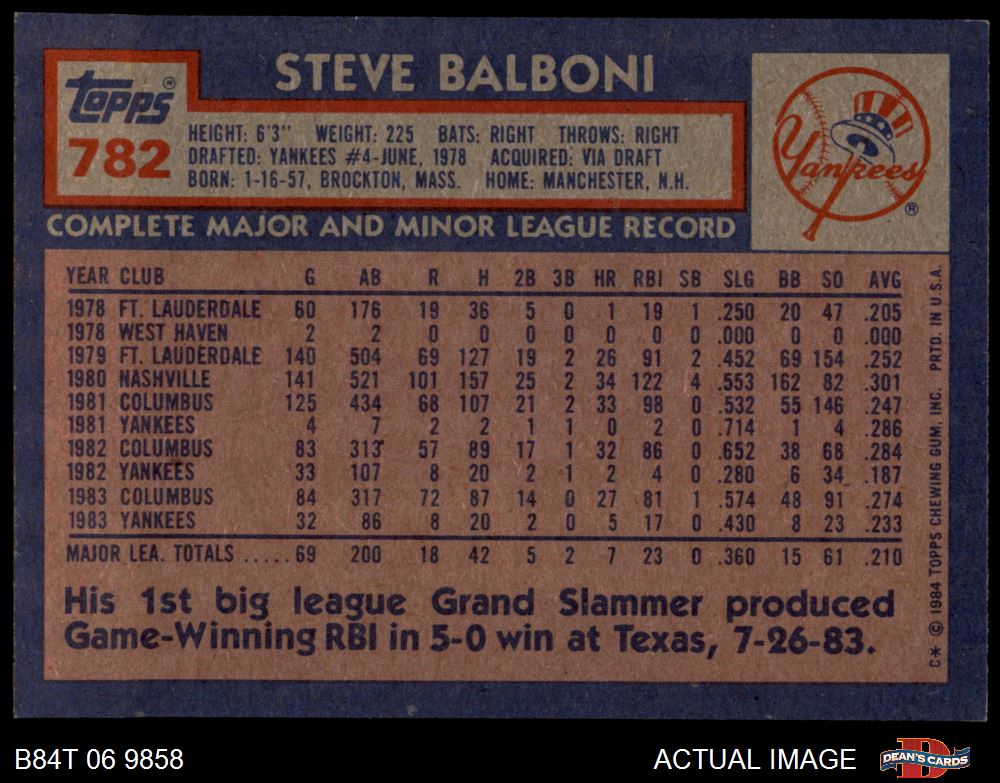 STEVE BALBONI
topps®
782
HEIGHT: 6'3" WEIGHT: 225 BATS: RIGHT THROWS: RIGHT
DRAFTED: YANKEES #4-JUNE, 1978 ACQUIRED: VIA DRAFT
BORN: 1-16-57, BROCKTON, MASS. HOME: MANCHESTER, N.H.
Yankees
®
COMPLETE MAJOR AND MINOR LEAGUE RECORD
YEAR CLUB G AB R H 2B 3B HR RBI SB SLG BB SO AVG
1978 FT. LAUDERDALE 60 176 19 36 5 0 1 19 1 .250 20 47 .205
1978 WEST HAVEN 2 2 0 0 0 0 0 0 0 .000 0 0 .000
1979 FT. LAUDERDALE 140 504 69 127 19 2 26 91 2 .452 69 154 .252
1980 NASHVILLE 141 521 101 157 25 2 34 122 4 .553 162 82 .301
1981 COLUMBUS 125 434 68 107 21 2 33 98 0 .532 55 146 .247
1981 YANKEES 4 7 2 2 1 1 0 2 0 .714 1 4 .286
1982 COLUMBUS 83 313 57 89 17 1 32 86 0 .652 38 68 .284
1982 YANKEES 33 107 8 20 2 1 2 4 0 .280 6 34 .187
1983 COLUMBUS 84 317 72 87 14 0 27 81 1 .574 48 91 .274
1983 YANKEES 32 86 8 20 2 0 5 17 0 .430 8 23 .233
MAJOR LEA. TOTALS .....69 200 18 42 5 2 7 23 0 .360 15 61 .210
His 1st big league Grand Slammer produced
Game-Winning RBI in 5-0 win at Texas, 7-26-83.
C* © 1984 TOPPS CHEWING GUM, INC. PRTD. IN U.S.A.
B84T 06 9858
ACTUAL IMAGE
DEAN'S CARDS